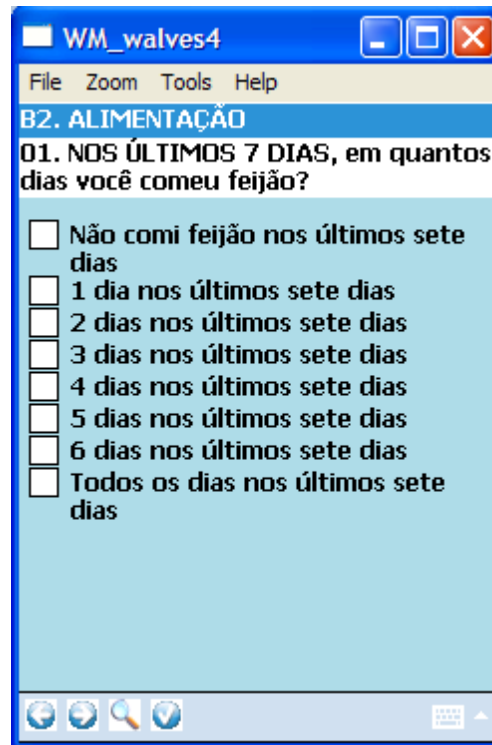 WM_walves4
File Zoom Tools Help
B2. ALIMENTAÇÃO
01. NOS ÚLTIMOS 7 DIAS, em quantos
dias você comeu feijão?
Não comi feijão nos últimos sete
dias
1 dia nos últimos sete dias
2 dias nos últimos sete dias
3 dias nos últimos sete dias
4 dias nos últimos sete dias
5 dias nos últimos sete dias
6 dias nos últimos sete dias
Todos os dias nos últimos sete
dias